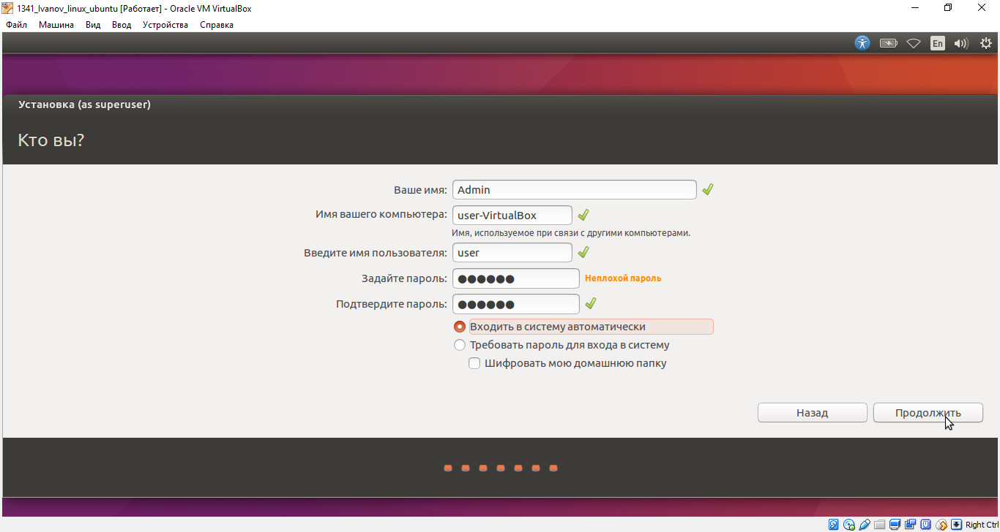 1341_Ivanov_linux_ubuntu [Работает] - Oracle VM VirtualBox
Файл Машина Вид Ввод Устройства Справка
En
Установка (as superuser)
Кто вы?
Ваше имя: Admin
Имя вашего компьютера: user-VirtualBox
Имя, используемое при связи с другими компьютерами.
Введите имя пользователя: user
Задайте пароль: ●●●●●● Неплохой пароль
Подтвердите пароль: ●●●●●●
Входить в систему автоматически
Требовать пароль для входа в систему
Шифровать мою домашнюю папку
Назад Продолжить
Right Ctrl